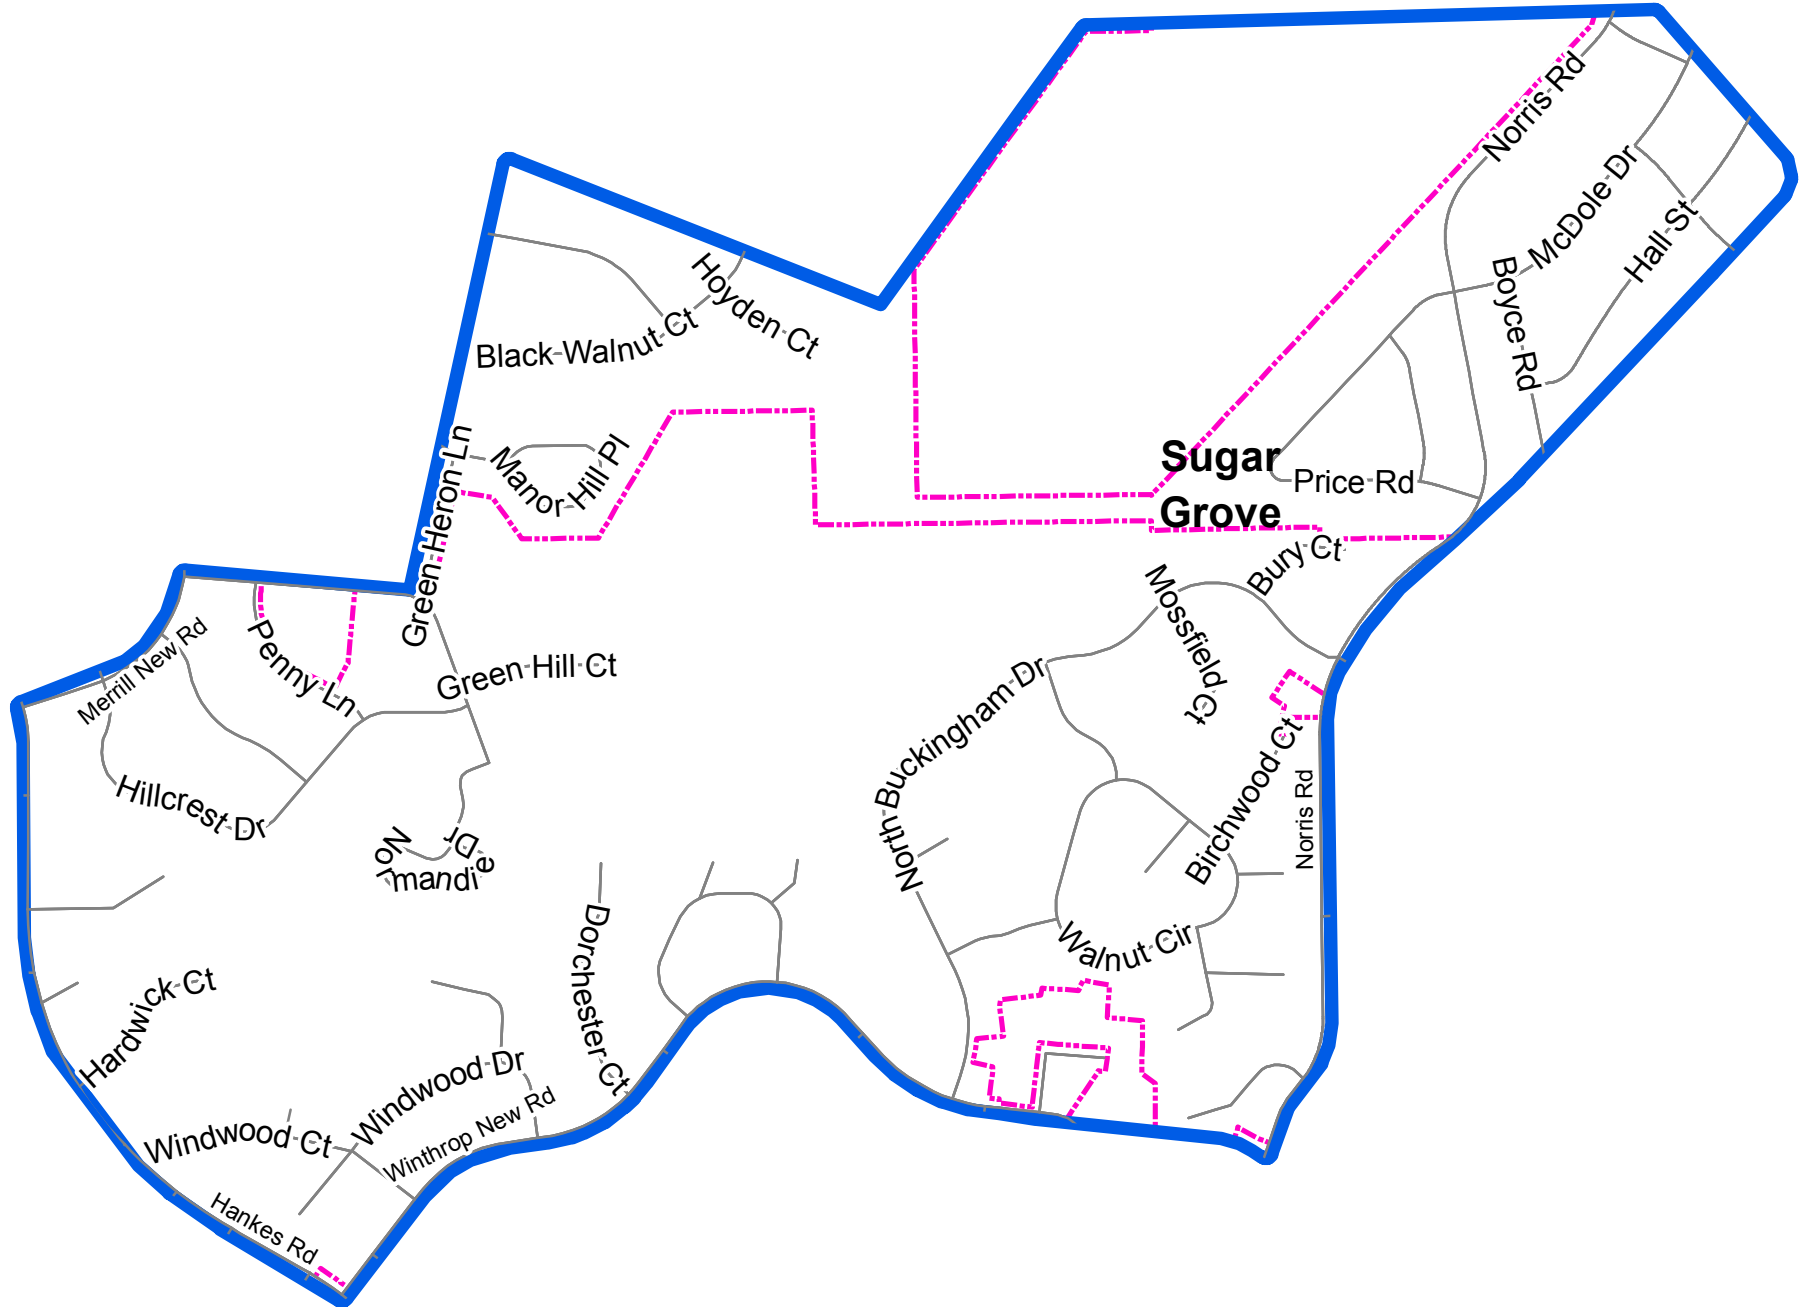 Norris Rd
McDole Dr
Hall St
Boyce Rd
Hoyden Ct
Black Walnut Ct
Sugar
Grove
Price Rd
Manor Hill Pl
Green Heron Ln
Bury Ct
Mossfield Ct
Merrill New Rd
Penny Ln
Green Hill Ct
North Buckingham Dr
Birchwood Ct
Norris Rd
Hillcrest Dr
Normandie Dr
Walnut Cir
Dorchester Ct
Hardwick Ct
Windwood Dr
Windwood Ct
Winthrop New Rd
Hankes Rd